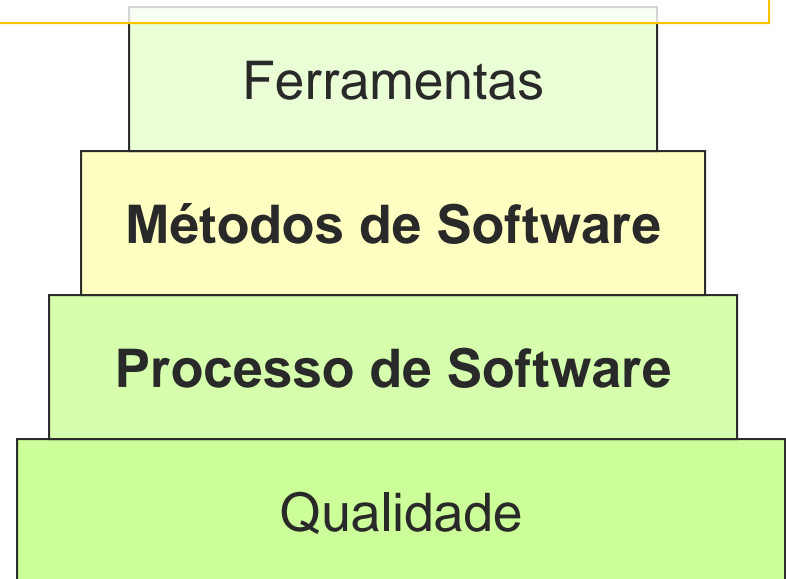 Ferramentas
Métodos de Software
Processo de Software
Qualidade